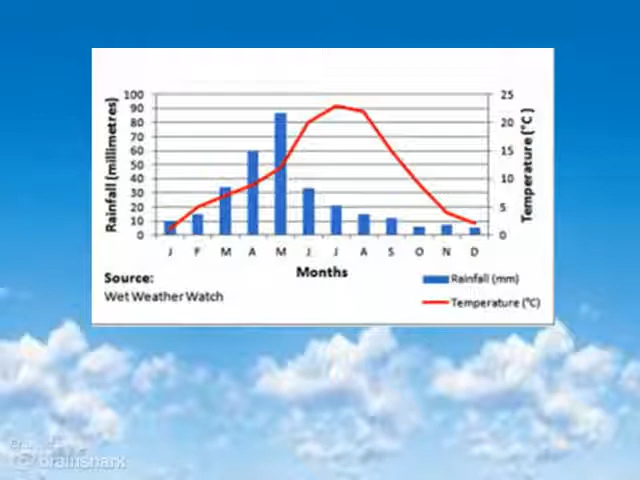 100
90
80
70
60
50
40
30
20
10
0
Rainfall (millimetres)
25
20
15
10
5
0
Temperature (°C)
J F M A M J J A S O N D
Months
Source:
Wet Weather Watch
Rainfall (mm)
Temperature (°C)
brainshark